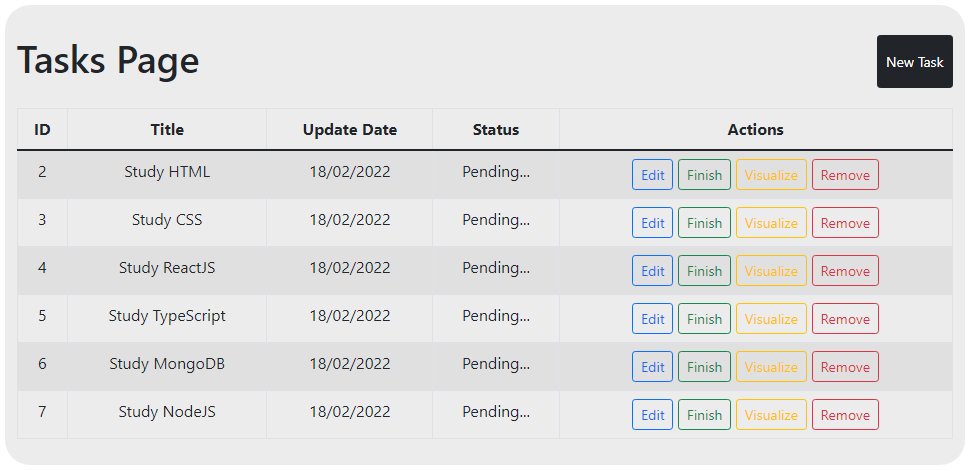 Tasks Page
New Task
ID Title Update Date Status Actions
2 Study HTML 18/02/2022 Pending... Edit Finish Visualize Remove
3 Study CSS 18/02/2022 Pending... Edit Finish Visualize Remove
4 Study ReactJS 18/02/2022 Pending... Edit Finish Visualize Remove
5 Study TypeScript 18/02/2022 Pending... Edit Finish Visualize Remove
6 Study MongoDB 18/02/2022 Pending... Edit Finish Visualize Remove
7 Study NodeJS 18/02/2022 Pending... Edit Finish Visualize Remove